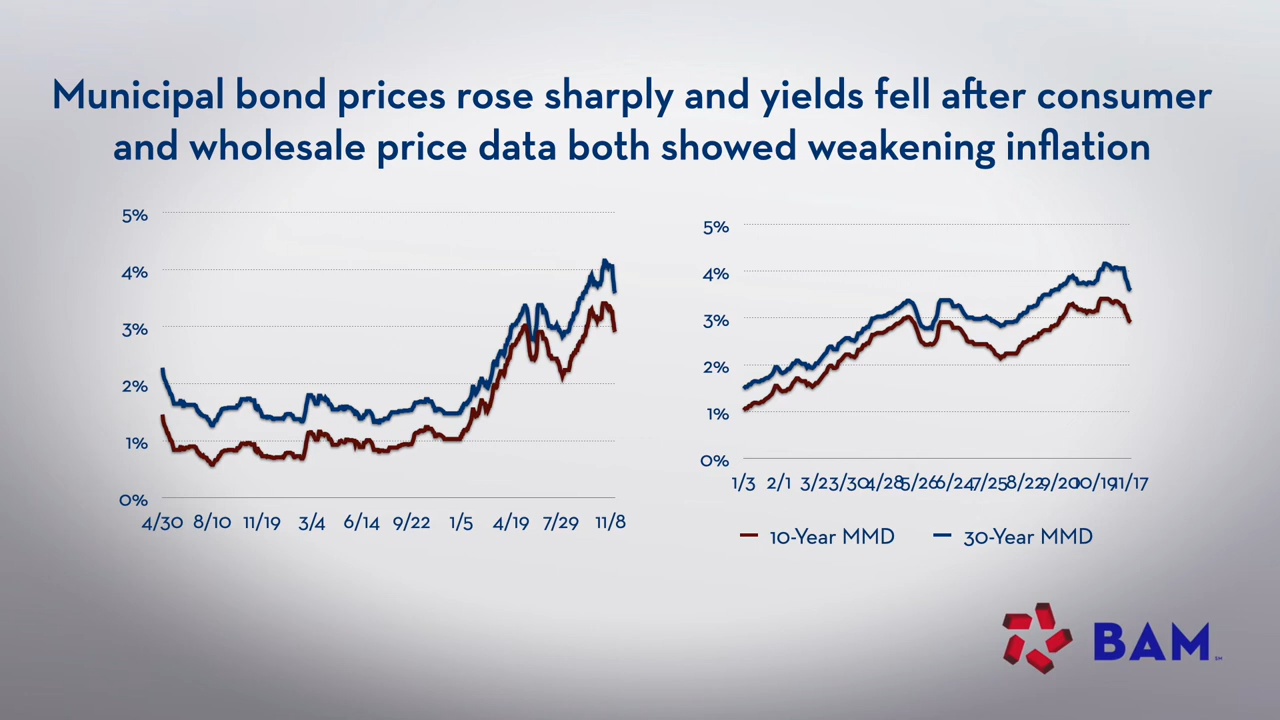 Municipal bond prices rose sharply and yields fell after consumer
and wholesale price data both showed weakening inflation
5%
4%
3%
2%
1%
0%
4/30 8/10 11/19 3/4 6/14 9/22 1/5 4/19 7/29 11/8
5%
4%
3%
2%
1%
0%
1/3 2/1 3/2 3/30 4/28 5/26 6/24 7/25 8/22 9/20 10/19 11/17
10-Year MMD 30-Year MMD
BAM SM